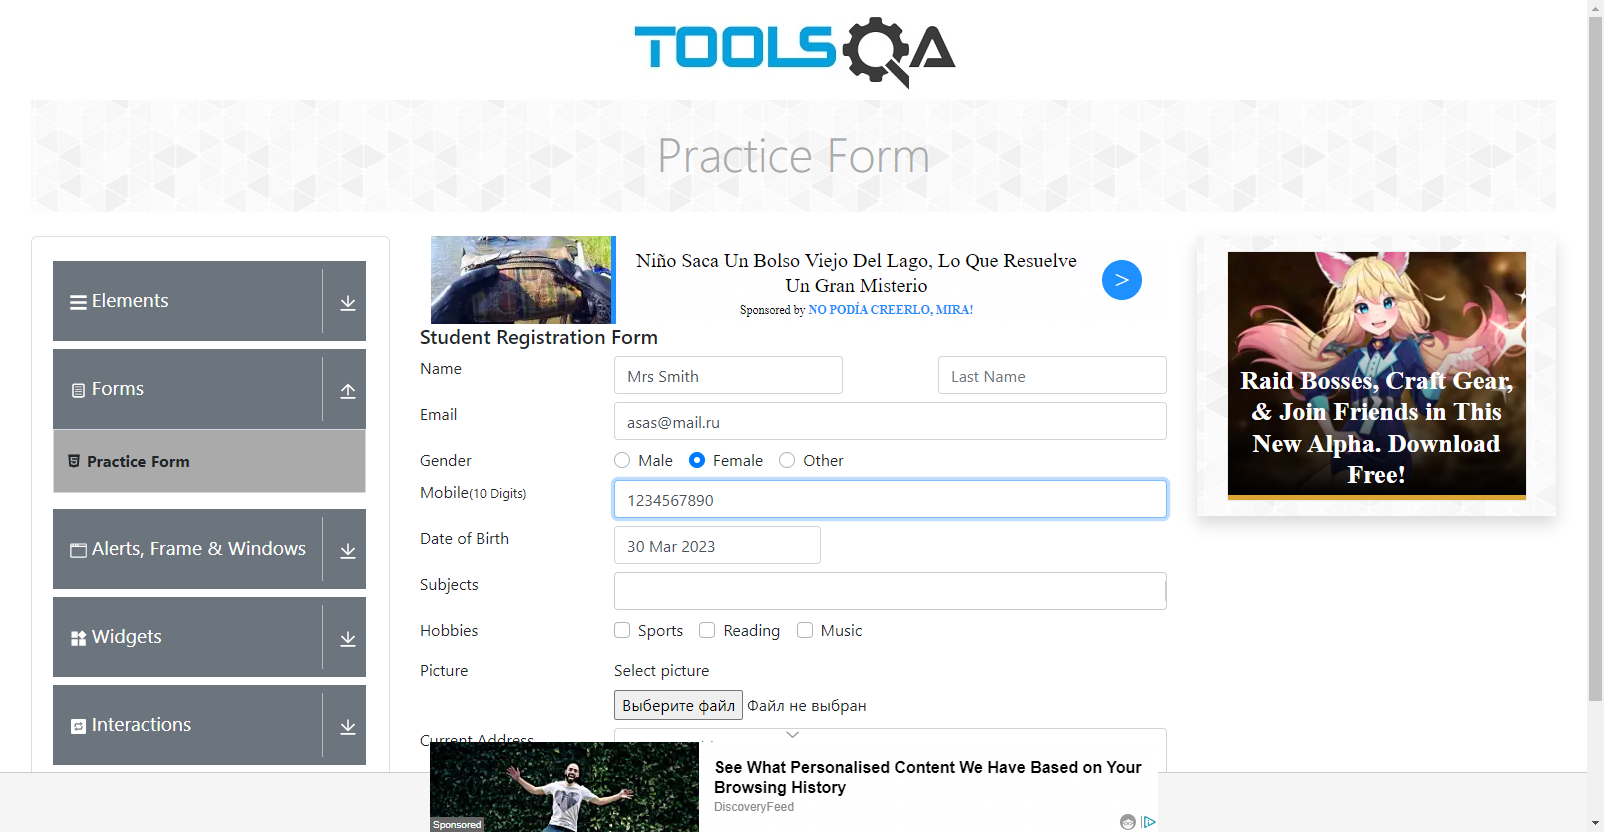 TOOLSQA
Practice Form
Elements
Forms
Practice Form
Alerts, Frame & Windows
Widgets
Interactions
Niño Saca Un Bolso Viejo Del Lago, Lo Que Resuelve
Un Gran Misterio
Sponsored by NO PODÍA CREERLO, MIRA!
>
Student Registration Form
Name
Mrs Smith
Last Name
Email
asas@mail.ru
Gender
Male
Female
Other
Mobile(10 Digits)
1234567890
Date of Birth
30 Mar 2023
Subjects
Hobbies
Sports
Reading
Music
Picture
Select picture
Выберите файл
Файл не выбран
Current Address
Raid Bosses, Craft Gear,
& Join Friends in This
New Alpha. Download
Free!
See What Personalised Content We Have Based on Your
Browsing History
DiscoveryFeed
Sponsored